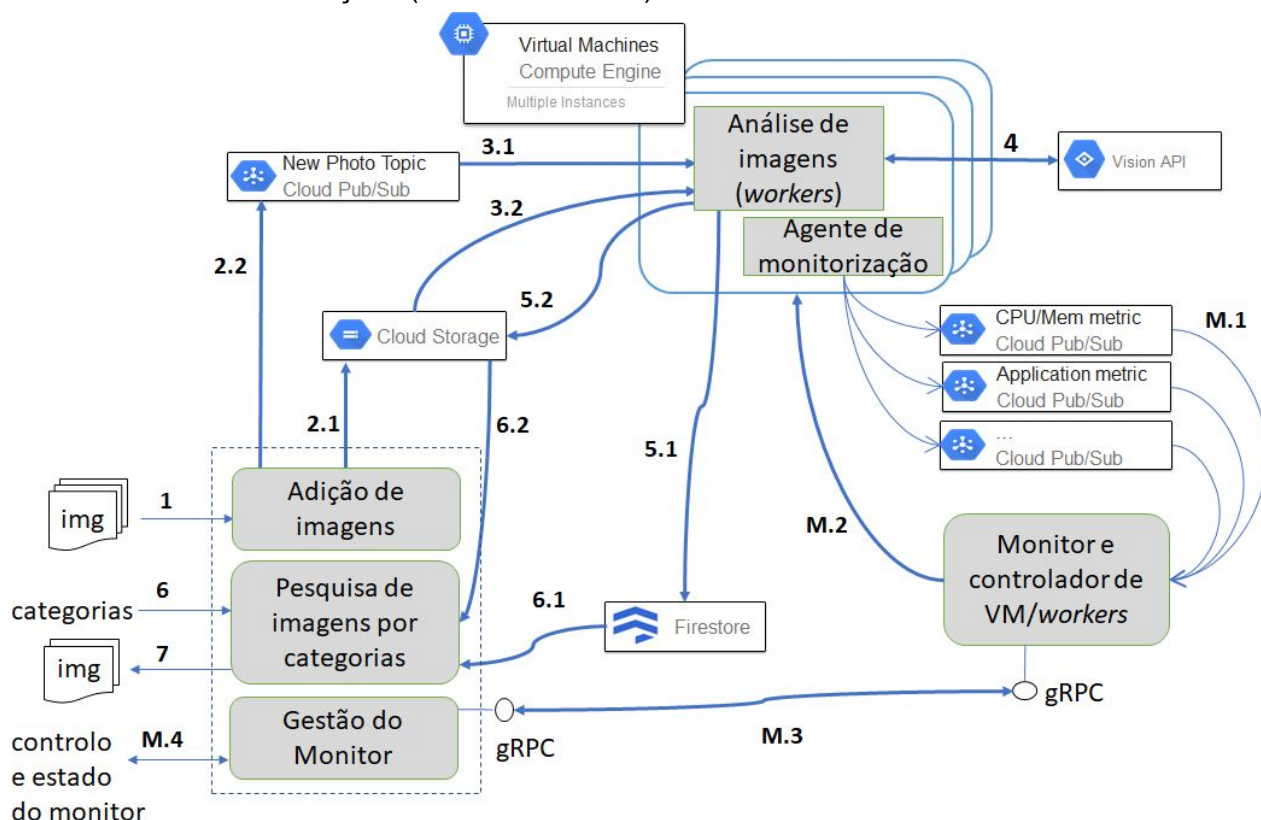 Virtual Machines
Compute Engine
Multiple Instances
Análise de
imagens
(workers)
4
Vision API
3.1
New Photo Topic
Cloud Pub/Sub
3.2
Agente de
monitorização
2.2
5.2
Cloud Storage
CPU/Mem metric
Cloud Pub/Sub
M.1
Application metric
Cloud Pub/Sub
...
Cloud Pub/Sub
2.1
6.2
5.1
M.2
img
1
Adição de
imagens
Monitor e
controlador de
VM/workers
categorias
6
Pesquisa de
imagens por
categorias
6.1
Firestore
img
7
gRPC
controlo
e estado
do monitor
M.4
Gestão do
Monitor
gRPC
M.3